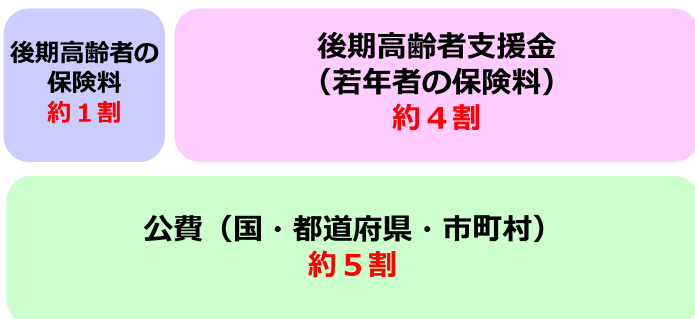 後期高齢者の
保険料
約１割
後期高齢者支援金
（若年者の保険料）
約４割
公費（国・都道府県・市町村）
約５割